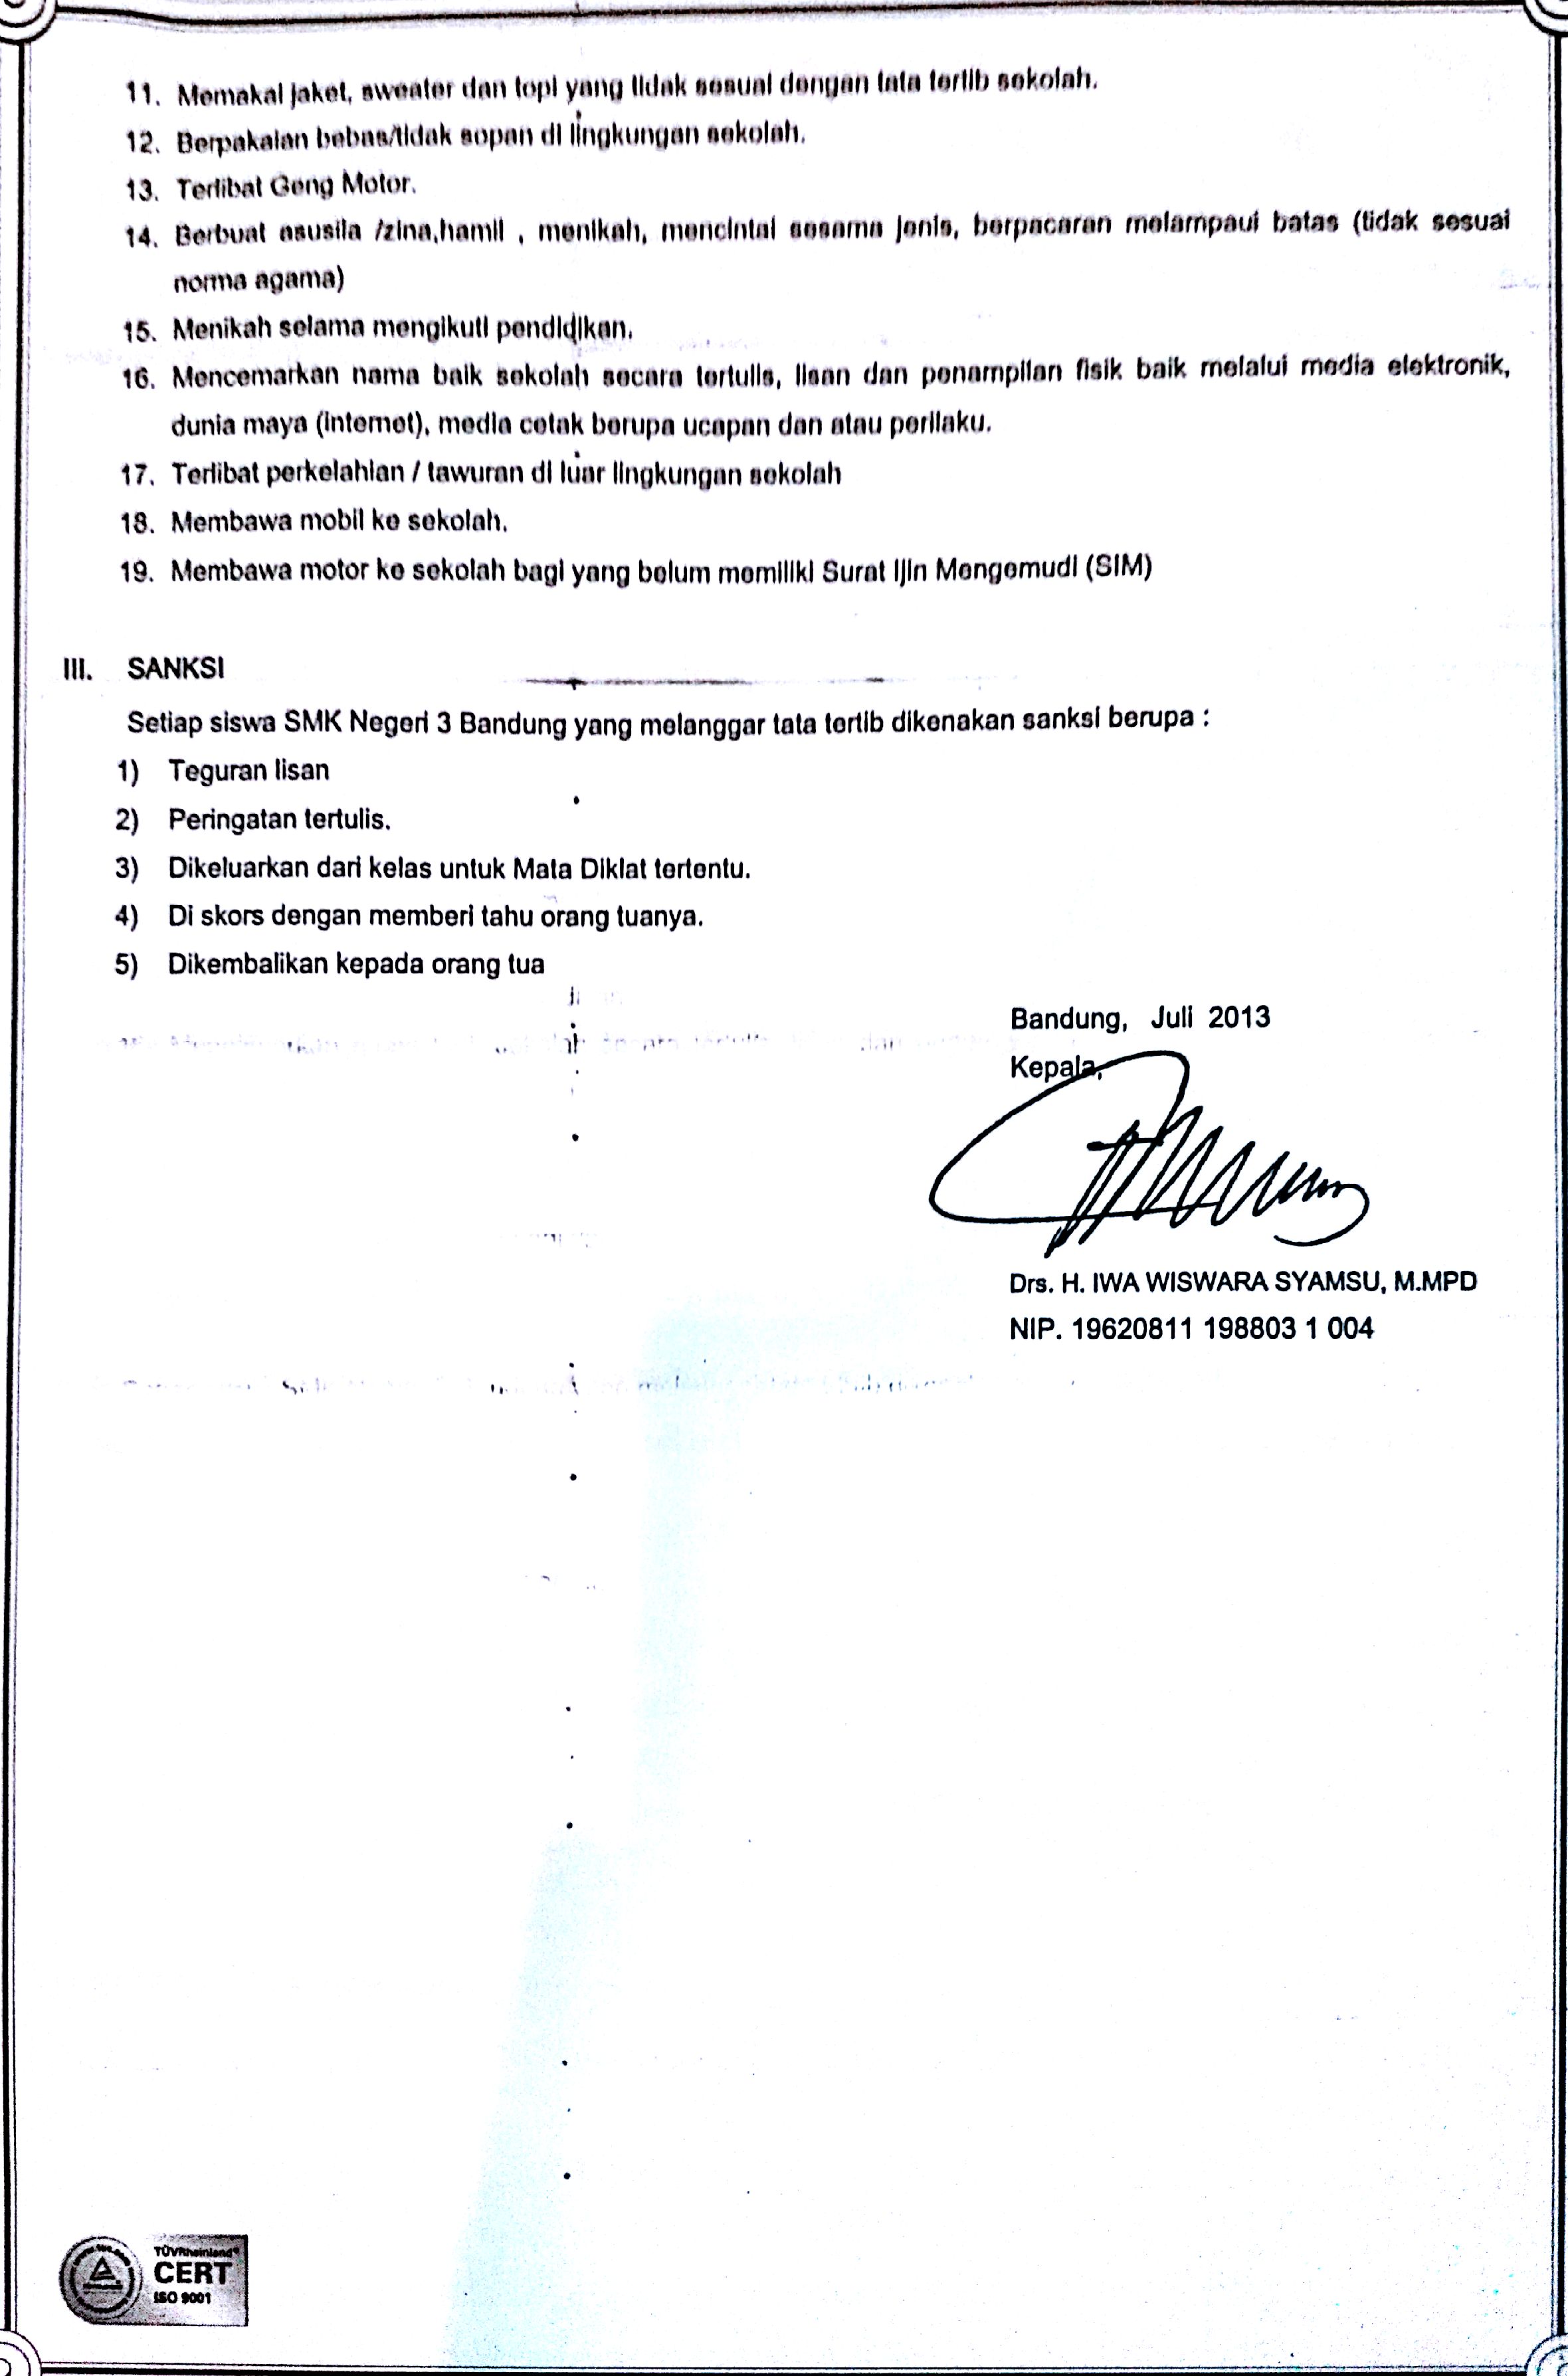 11. Memakai jaket, sweater dan topi yang tidak sesuai dengan tata tertib sekolah.
12. Berpakaian bebas/tidak sopan di lingkungan sekolah.
13. Terlibat Geng Motor.
14. Berbuat asusila /zina,hamil , menikah, mencintai sesama jenis, berpacaran melampaui batas (tidak sesuai
norma agama)
15. Menikah selama mengikuti pendidikan.
16. Mencemarkan nama baik sekolah secara tertulis, lisan dan penampilan fisik baik melalui media elektronik,
dunia maya (internet), media cetak berupa ucapan dan atau perilaku.
17. Terlibat perkelahian / tawuran di luar lingkungan sekolah
18. Membawa mobil ke sekolah.
19. Membawa motor ke sekolah bagi yang belum memiliki Surat Ijin Mengemudi (SIM)
III. SANKSI
Setiap siswa SMK Negeri 3 Bandung yang melanggar tata tertib dikenakan sanksi berupa :
1) Teguran lisan
2) Peringatan tertulis.
3) Dikeluarkan dari kelas untuk Mata Diklat tertentu.
4) Di skors dengan memberi tahu orang tuanya.
5) Dikembalikan kepada orang tua
Bandung, Juli 2013
Kepala,
Drs. H. IWA WISWARA SYAMSU, M.MPD
NIP. 19620811 198803 1 004
TÜVRheinland
CERT
ISO 9001